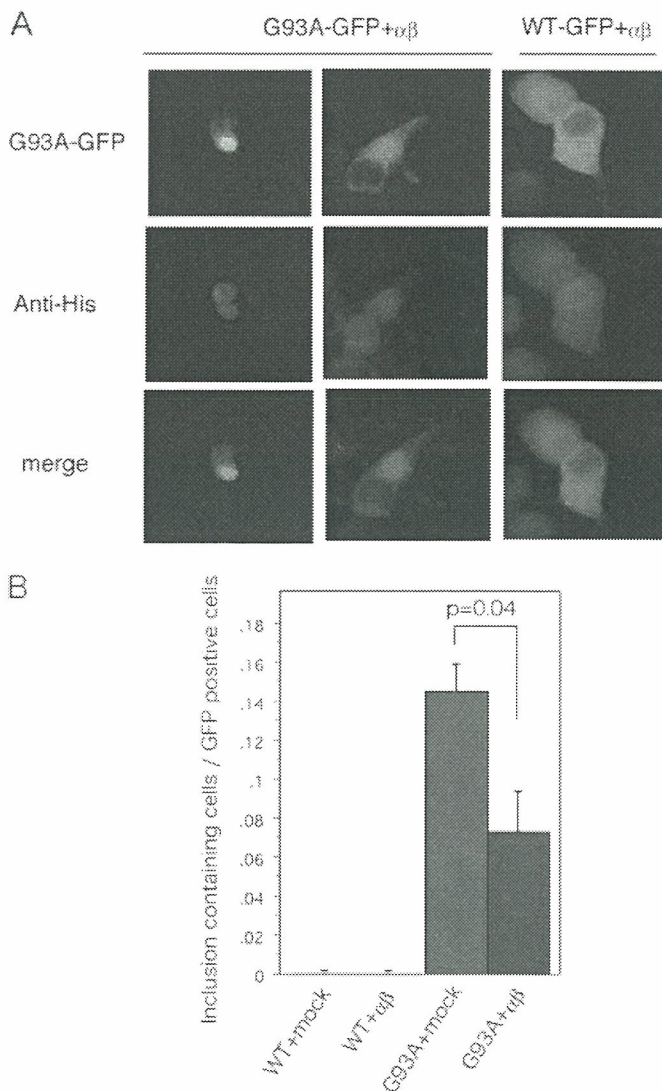 A
G93A-GFP+αβ
WT-GFP+αβ
G93A-GFP
Anti-His
merge
B
Inclusion containing cells / GFP positive cells
p=0.04
.18
.16
.14
.12
.1
.08
.06
.04
.02
0
WT+mock
WT+αβ
G93A+mock
G93A+αβ